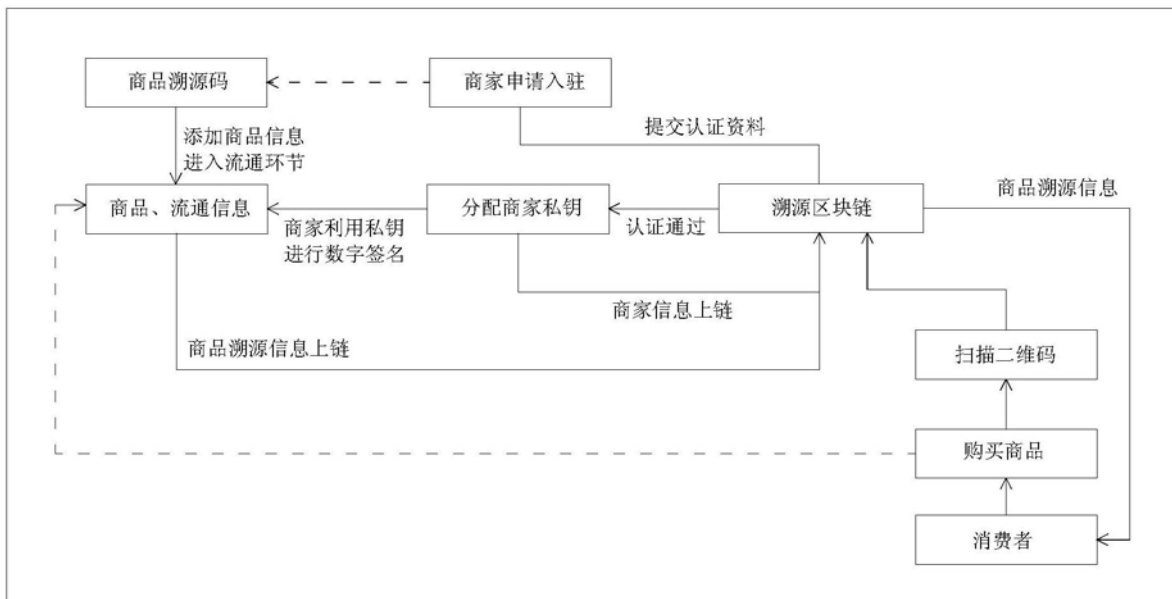 商品溯源码
商家申请入驻
添加商品信息
进入流通环节
提交认证资料
商品溯源信息
商品、流通信息
分配商家私钥
溯源区块链
商家利用私钥
进行数字签名
认证通过
商家信息上链
商品溯源信息上链
扫描二维码
购买商品
消费者